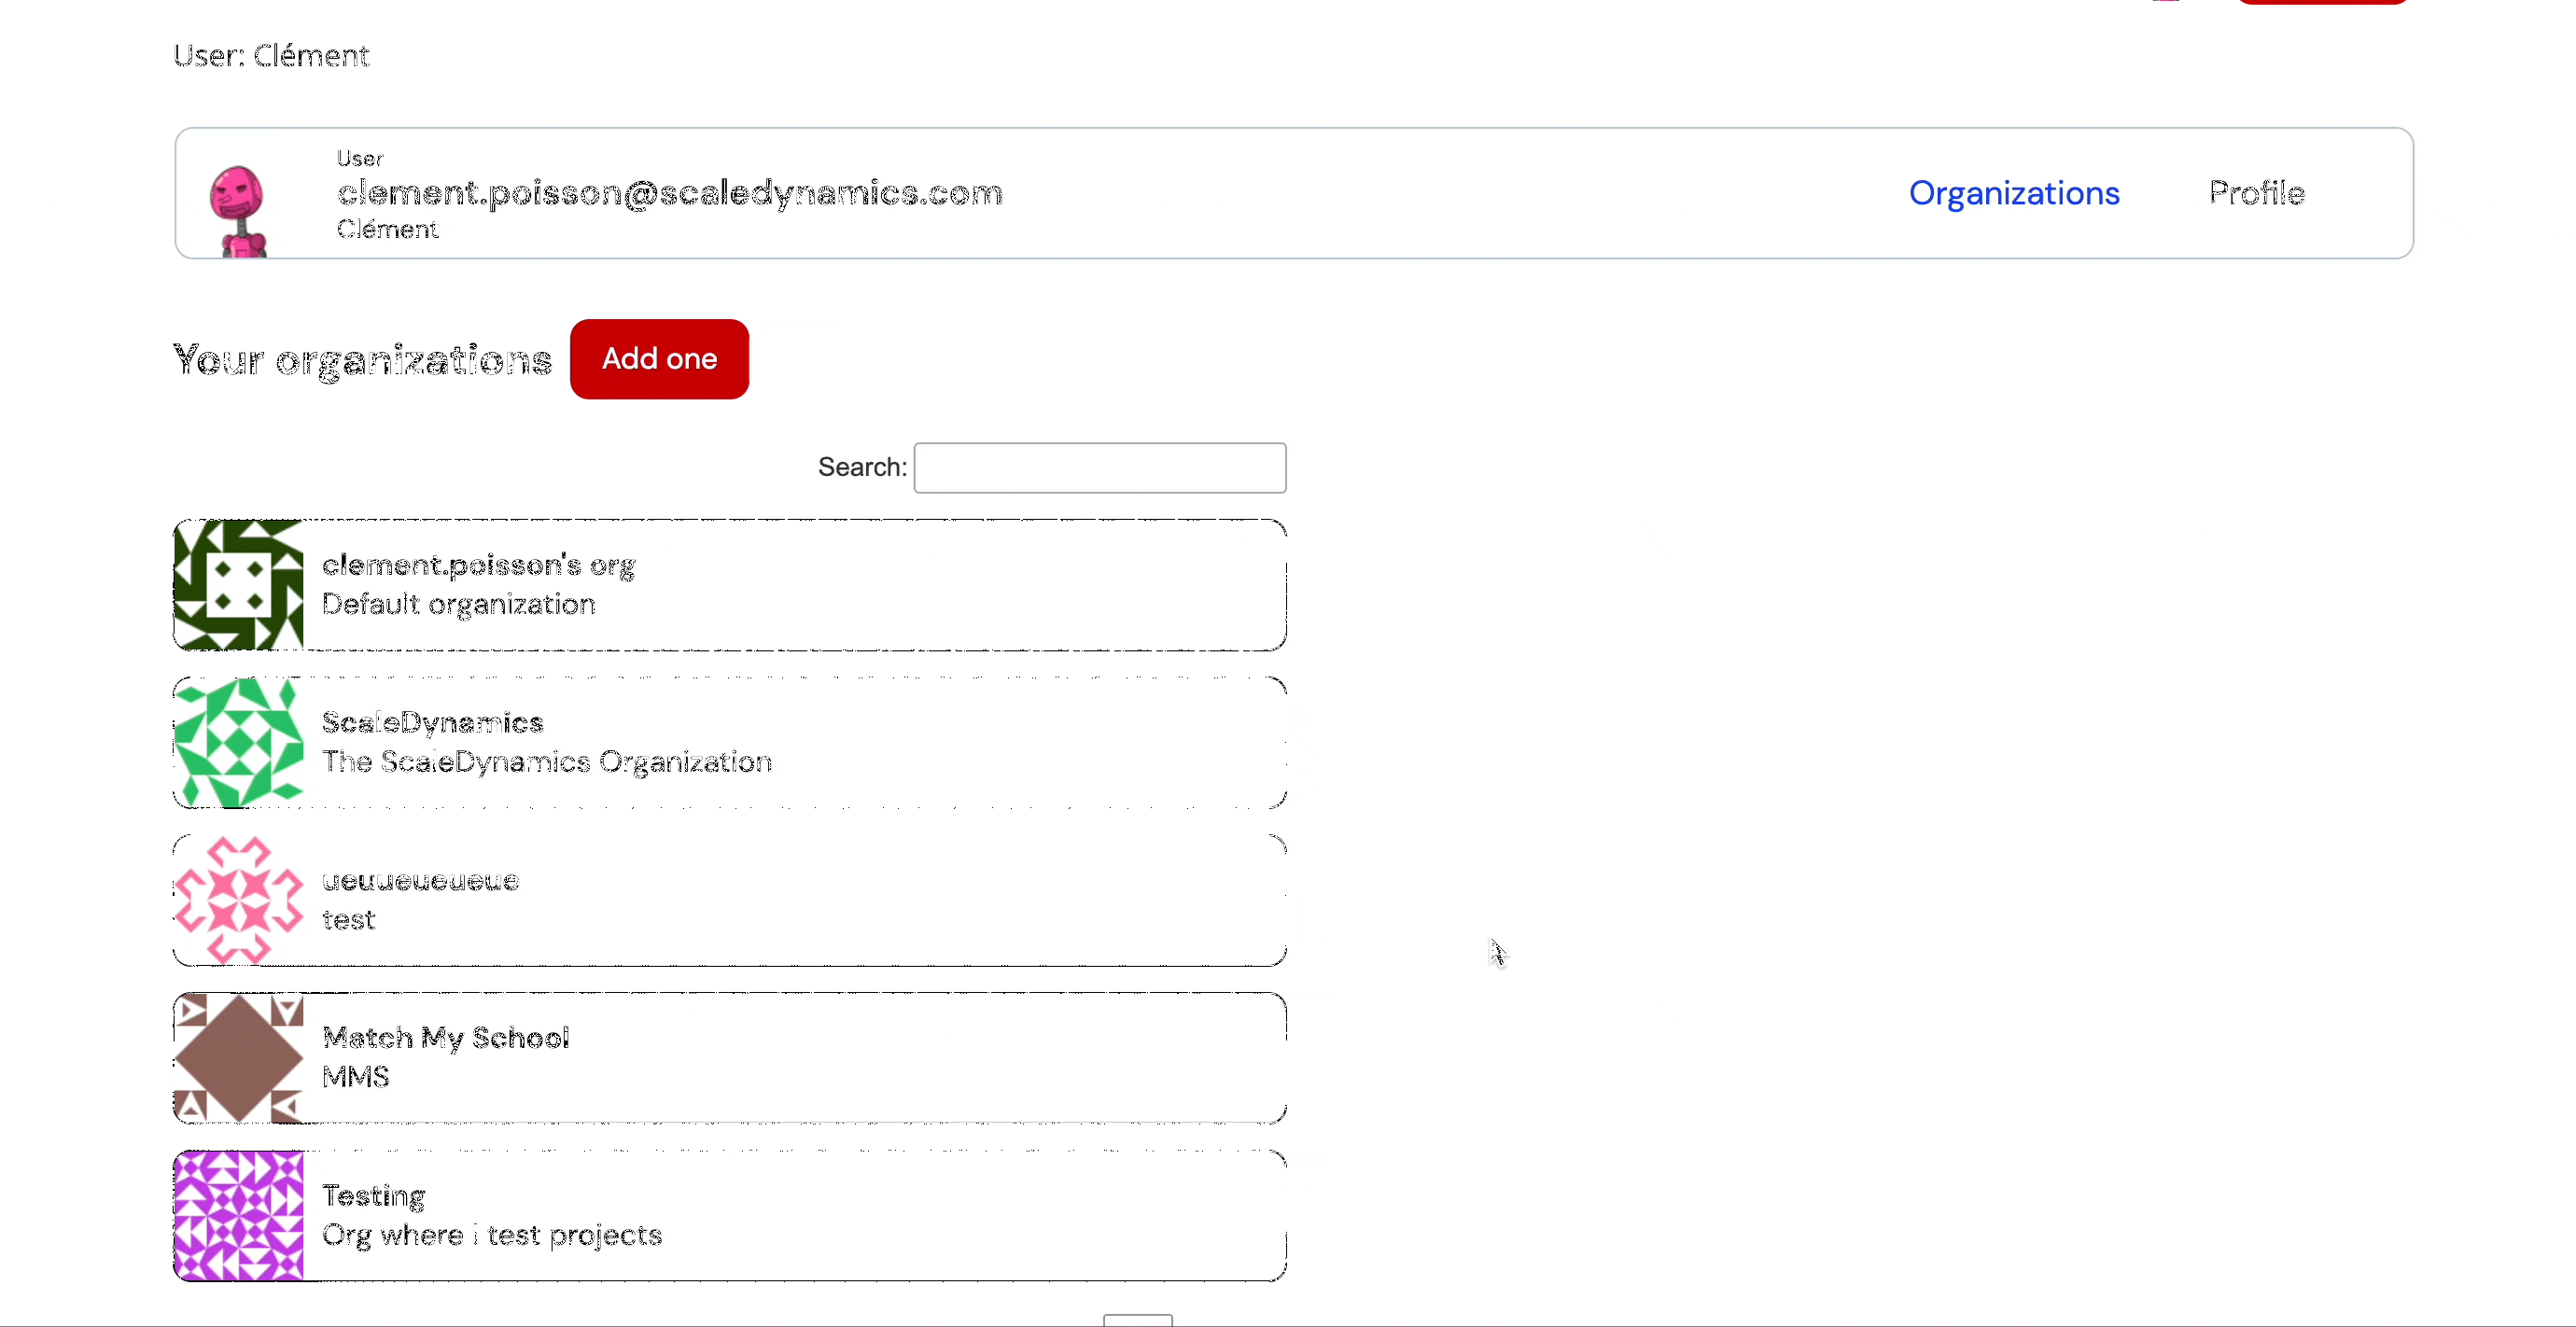 User: Clément
User
clement.poisson@scaledynamics.com
Clément
Organizations
Profile
Your organizations
Add one
Search:
clement.poisson's org
Default organization
ScaleDynamics
The ScaleDynamics Organization
ueuueueueue
test
Match My School
MMS
Testing
Org where i test projects